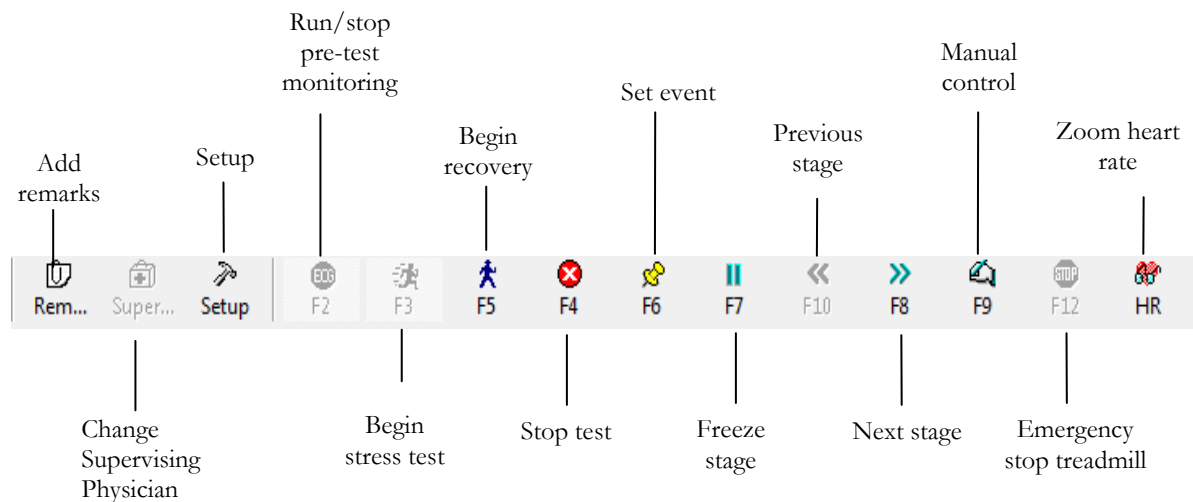 Run/stop
pre-test
monitoring
Manual
control
Set event
Begin
recovery
Previous
stage
Zoom heart
rate
Add
remarks
Setup
Rem...
Super...
Setup
F2
F3
F5
F4
F6
F7
F10
F8
F9
F12
HR
ECG
STOP
Change
Supervising
Physician
Begin
stress test
Stop test
Freeze
stage
Next stage
Emergency
stop treadmill